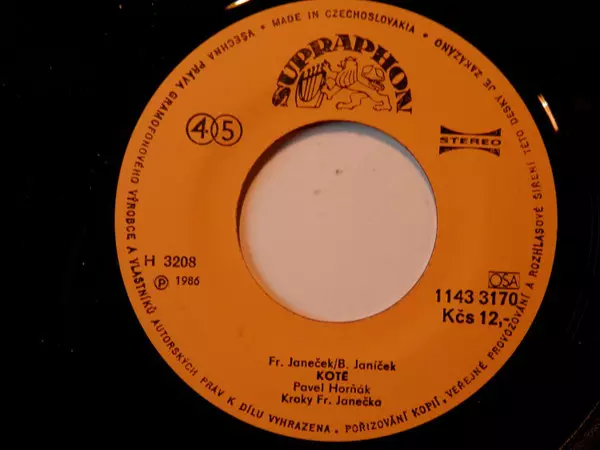 VŠECHNA PRÁVA GRAMOFONOVÉHO VÝROBCE A VLASTNÍKŮ AUTORSKÝCH PRÁV K DÍLU VYHRAZENA. POŘIZOVÁNÍ KOPIÍ, VEŘEJNÉ PROVOZOVÁNÍ A ROZHLASOVÉ ŠÍŘENÍ TÉTO DESKY JE ZAKÁZÁNO
MADE IN CZECHOSLOVAKIA
SUPRAPHON
45
STEREO
H 3208
℗ 1986
OSA
1143 3170
Kčs 12,-
Fr. Janeček/B. Janíček
KOTĚ
Pavel Horňák
Kroky Fr. Janečka